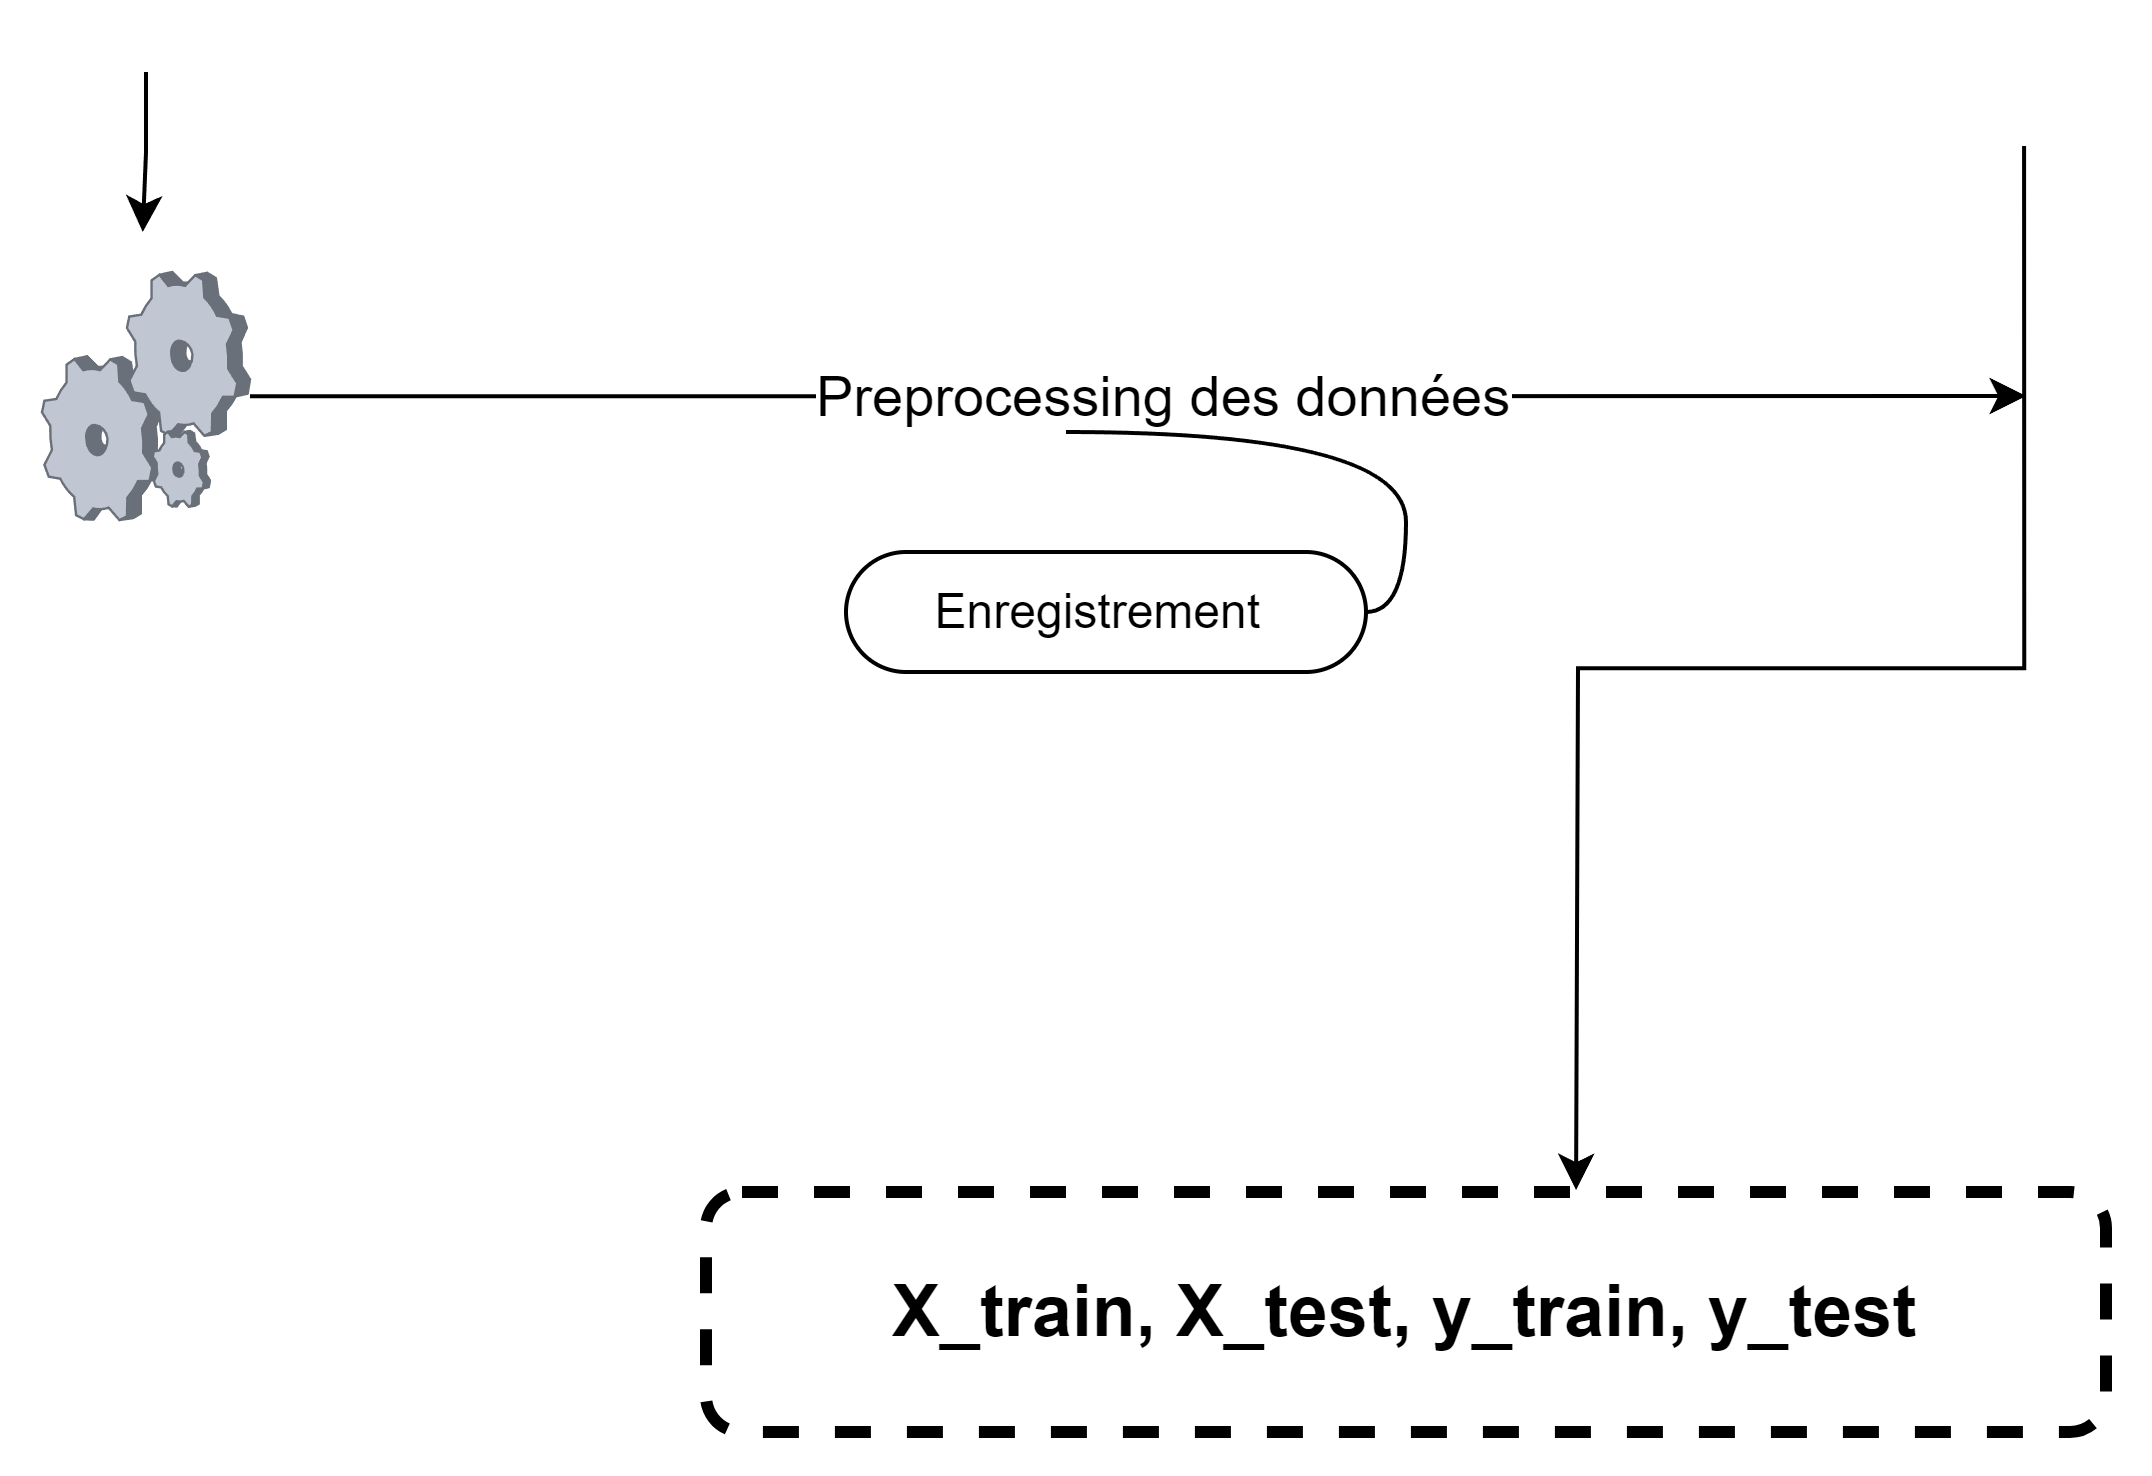 Preprocessing des données
Enregistrement
X_train, X_test, y_train, y_test